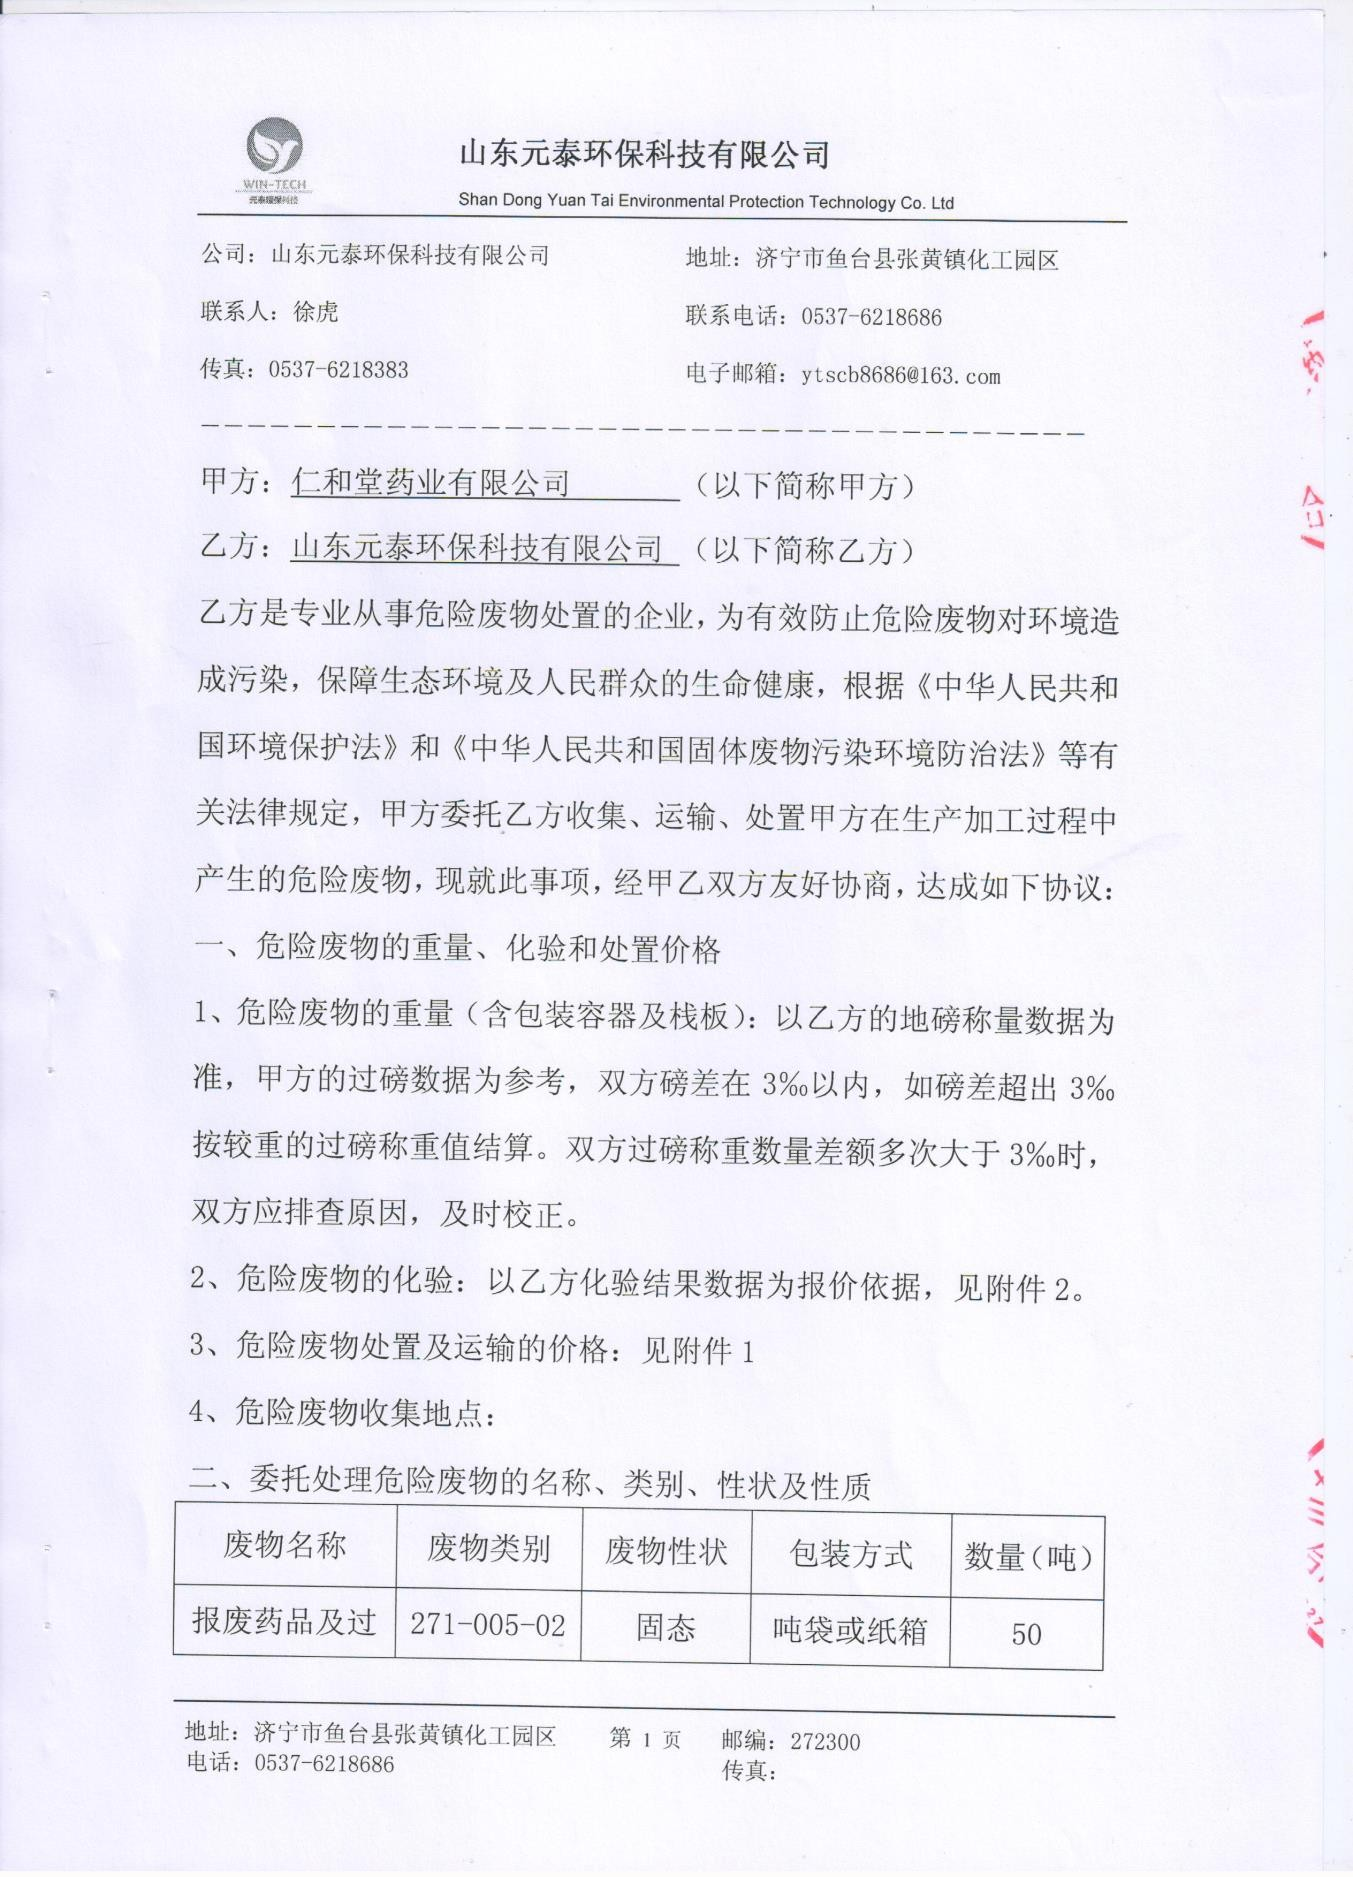 山东元泰环保科技有限公司
WIN-TECH
元泰环保科技
Shan Dong Yuan Tai Environmental Protection Technology Co. Ltd
公司：山东元泰环保科技有限公司 地址：济宁市鱼台县张黄镇化工园区
联系人：徐虎 联系电话：0537-6218686
传真：0537-6218383 电子邮箱：ytscb8686@163.com
甲方：仁和堂药业有限公司 （以下简称甲方）
乙方：山东元泰环保科技有限公司 （以下简称乙方）
乙方是专业从事危险废物处置的企业，为有效防止危险废物对环境造
成污染，保障生态环境及人民群众的生命健康，根据《中华人民共和
国环境保护法》和《中华人民共和国固体废物污染环境防治法》等有
关法律规定，甲方委托乙方收集、运输、处置甲方在生产加工过程中
产生的危险废物，现就此事项，经甲乙双方友好协商，达成如下协议：
一、危险废物的重量、化验和处置价格
1、危险废物的重量（含包装容器及栈板）：以乙方的地磅称量数据为
准，甲方的过磅数据为参考，双方磅差在 3‰以内，如磅差超出 3‰
按较重的过磅称重值结算。双方过磅称重数量差额多次大于 3‰时，
双方应排查原因，及时校正。
2、危险废物的化验：以乙方化验结果数据为报价依据，见附件 2。
3、危险废物处置及运输的价格：见附件 1
4、危险废物收集地点：
二、委托处理危险废物的名称、类别、性状及性质
废物名称 废物类别 废物性状 包装方式 数量（吨）
报废药品及过 271-005-02 固态 吨袋或纸箱 50
地址：济宁市鱼台县张黄镇化工园区 第 1 页 邮编：272300
电话：0537-6218686 传真：